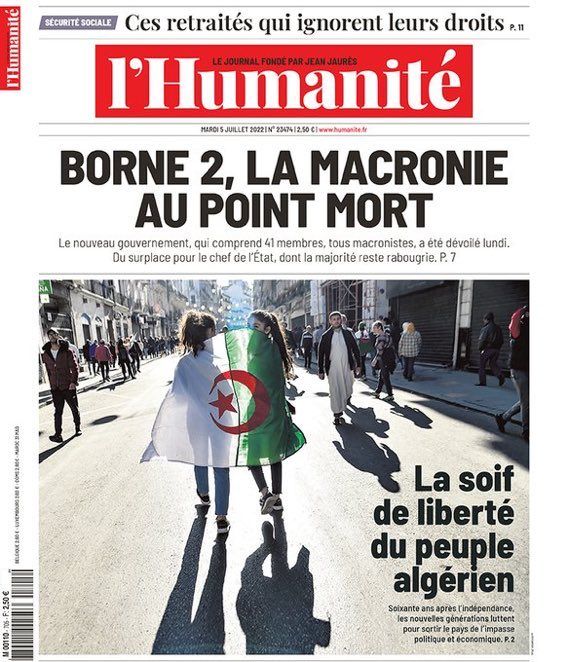 SÉCURITÉ SOCIALE Ces retraités qui ignorent leurs droits P. 11
l'Humanité
LE JOURNAL FONDÉ PAR JEAN JAURÈS
l'Humanité
MARDI 5 JUILLET 2022 | N° 23474 | 2,50 € | www.humanite.fr
BORNE 2, LA MACRONIE
AU POINT MORT
Le nouveau gouvernement, qui comprend 41 membres, tous macronistes, a été dévoilé lundi.
Du surplace pour le chef de l'État, dont la majorité reste rabougrie. P. 7
La soif
de liberté
du peuple
algérien
Soixante ans après l'indépendance,
les nouvelles générations luttent
pour sortir le pays de l'impasse
politique et économique. P. 2
M 00110 - 705 - F: 2,50 €